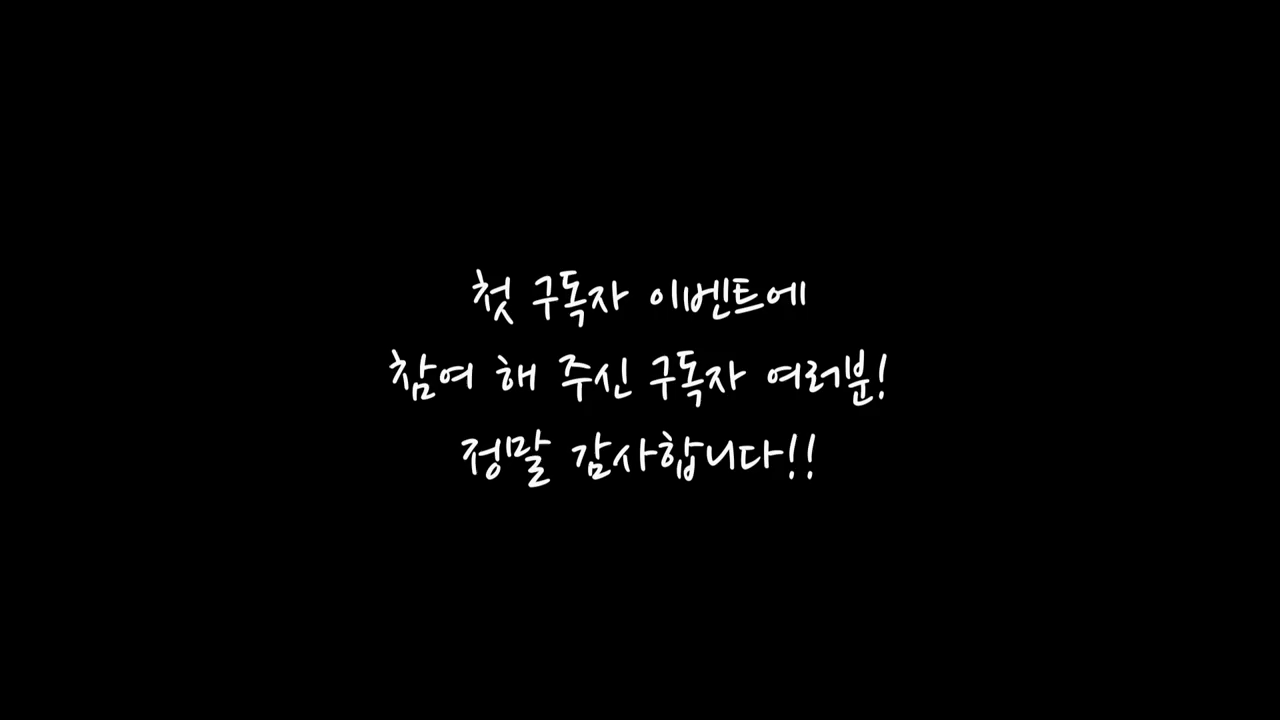 첫 구독자 이벤트에
참여 해 주신 구독자 여러분!
정말 감사합니다!!